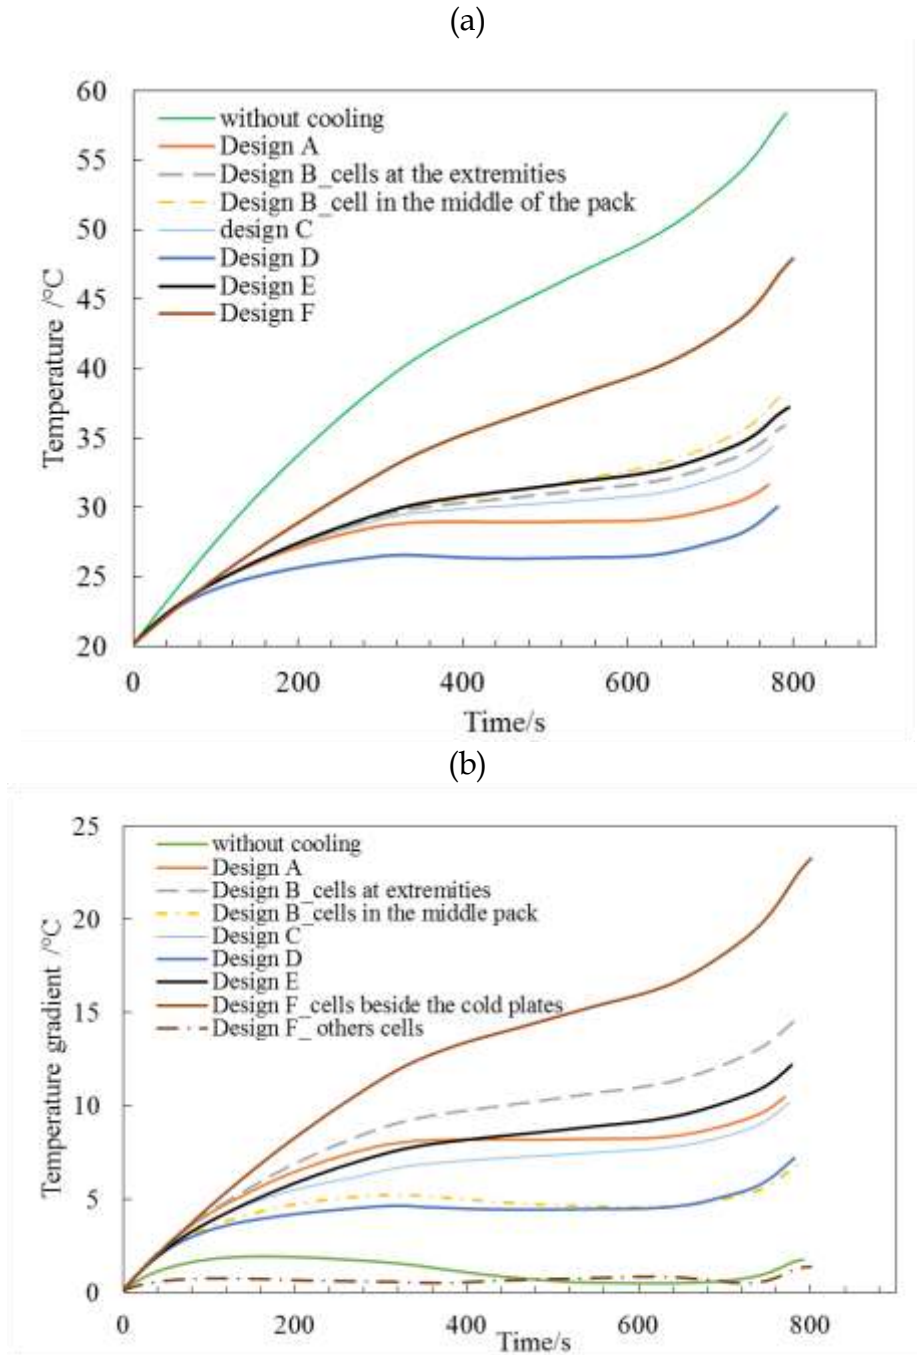 (a)
60
55
50
45
40
35
30
25
20
Temperature /°C
without cooling
Design A
Design B_cells at the extremities
Design B_cell in the middle of the pack
design C
Design D
Design E
Design F
0 200 400 600 800
Time/s
(b)
25
20
15
10
5
0
Temperature gradient /°C
without cooling
Design A
Design B_cells at extremities
Design B_cells in the middle pack
Design C
Design D
Design E
Design F_cells beside the cold plates
Design F_ others cells
0 200 400 600 800
Time/s